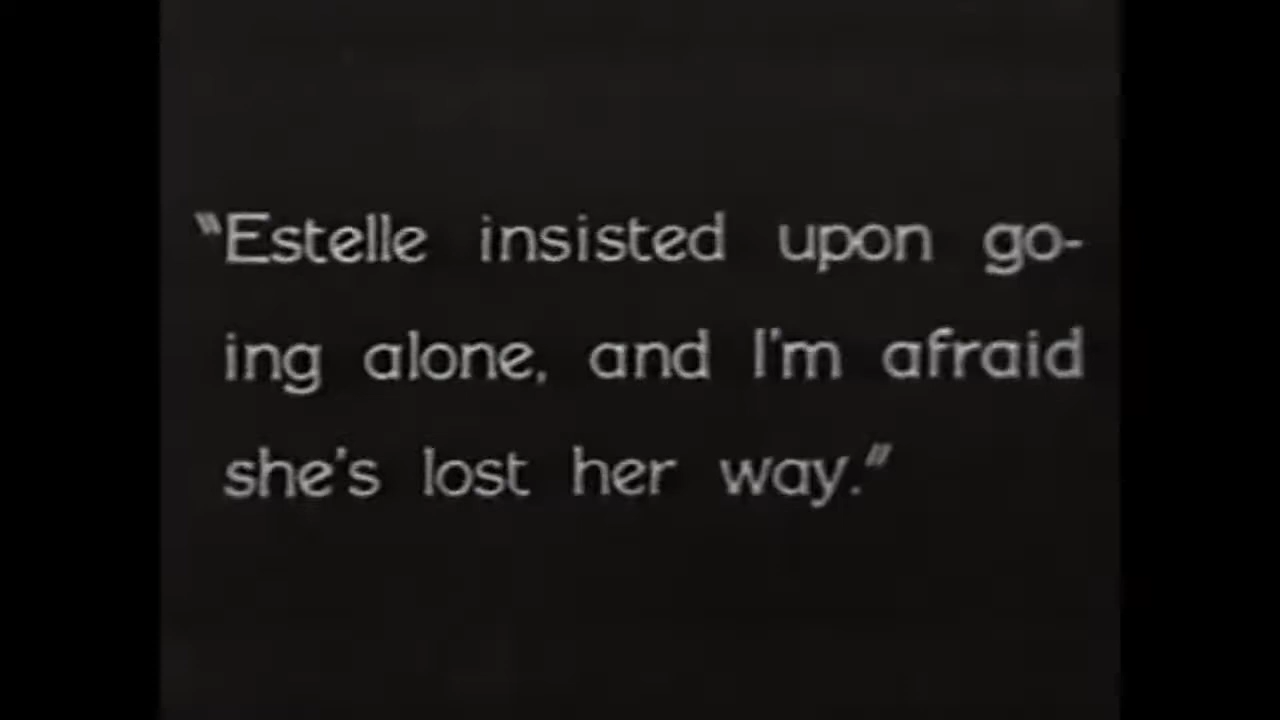 "Estelle insisted upon go-
ing alone, and I'm afraid
she's lost her way."